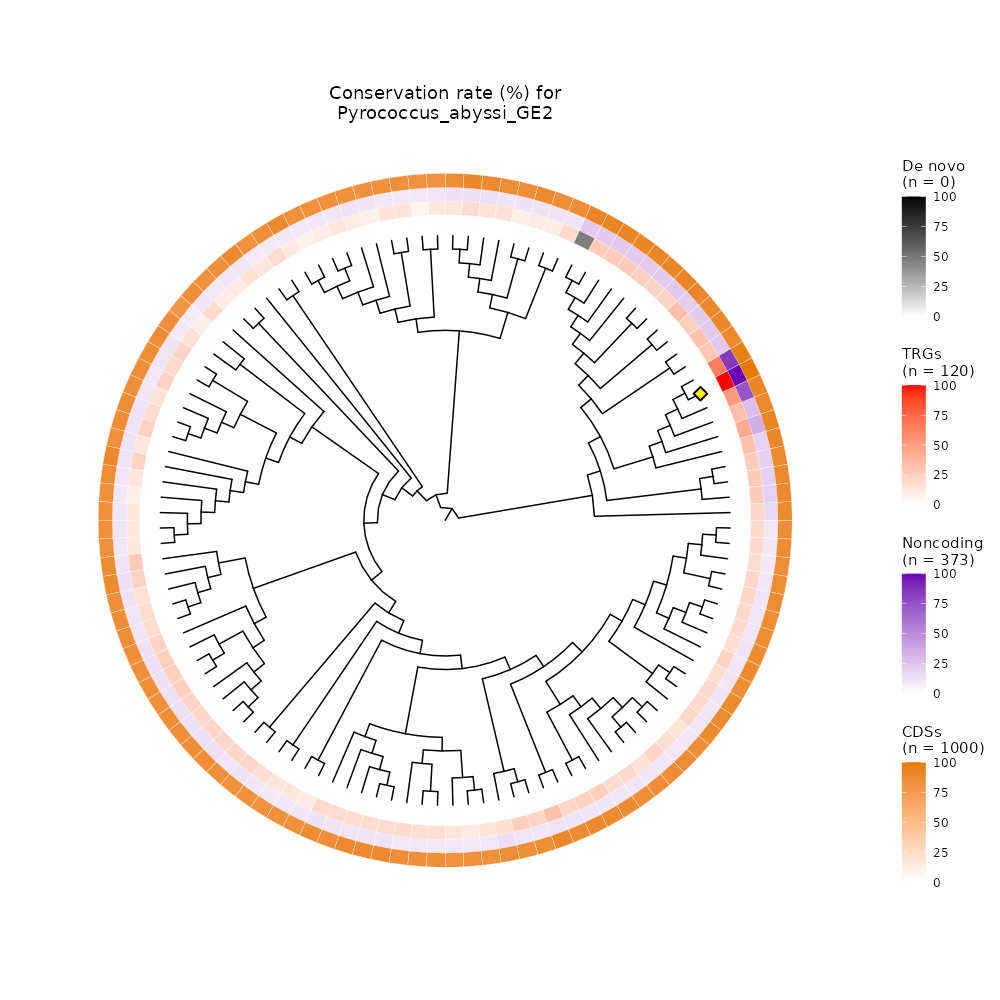 Conservation rate (%) for
Pyrococcus_abyssi_GE2
De novo
(n = 0)
100
75
50
25
0
TRGs
(n = 120)
100
75
50
25
0
Noncoding
(n = 373)
100
75
50
25
0
CDSs
(n = 1000)
100
75
50
25
0